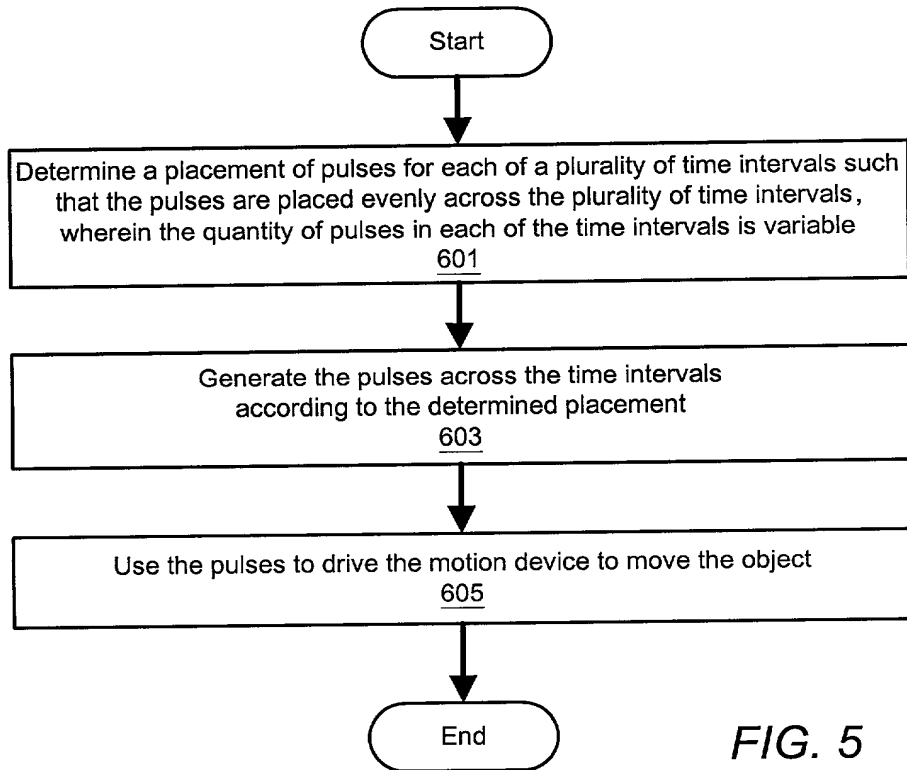 Start
Determine a placement of pulses for each of a plurality of time intervals such
that the pulses are placed evenly across the plurality of time intervals,
wherein the quantity of pulses in each of the time intervals is variable
601
Generate the pulses across the time intervals
according to the determined placement
603
Use the pulses to drive the motion device to move the object
605
End
FIG. 5